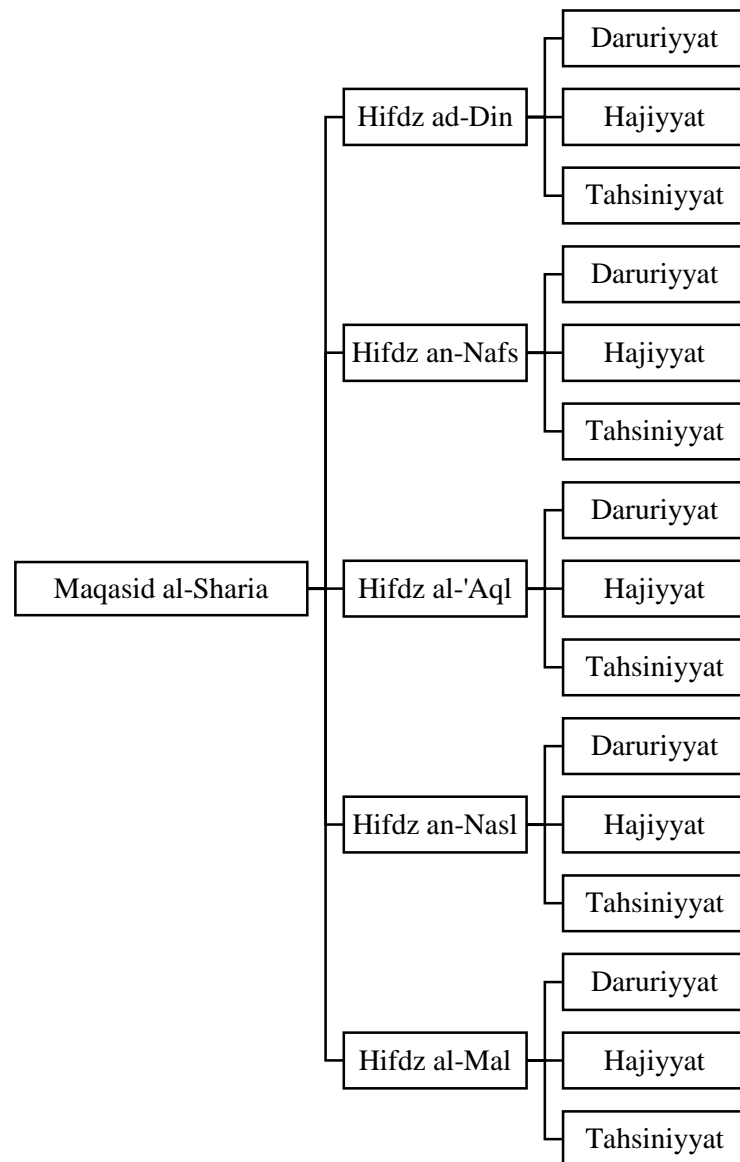 Maqasid al-Sharia
Hifdz ad-Din
Daruriyyat
Hajiyyat
Tahsiniyyat
Hifdz an-Nafs
Daruriyyat
Hajiyyat
Tahsiniyyat
Hifdz al-'Aql
Daruriyyat
Hajiyyat
Tahsiniyyat
Hifdz an-Nasl
Daruriyyat
Hajiyyat
Tahsiniyyat
Hifdz al-Mal
Daruriyyat
Hajiyyat
Tahsiniyyat